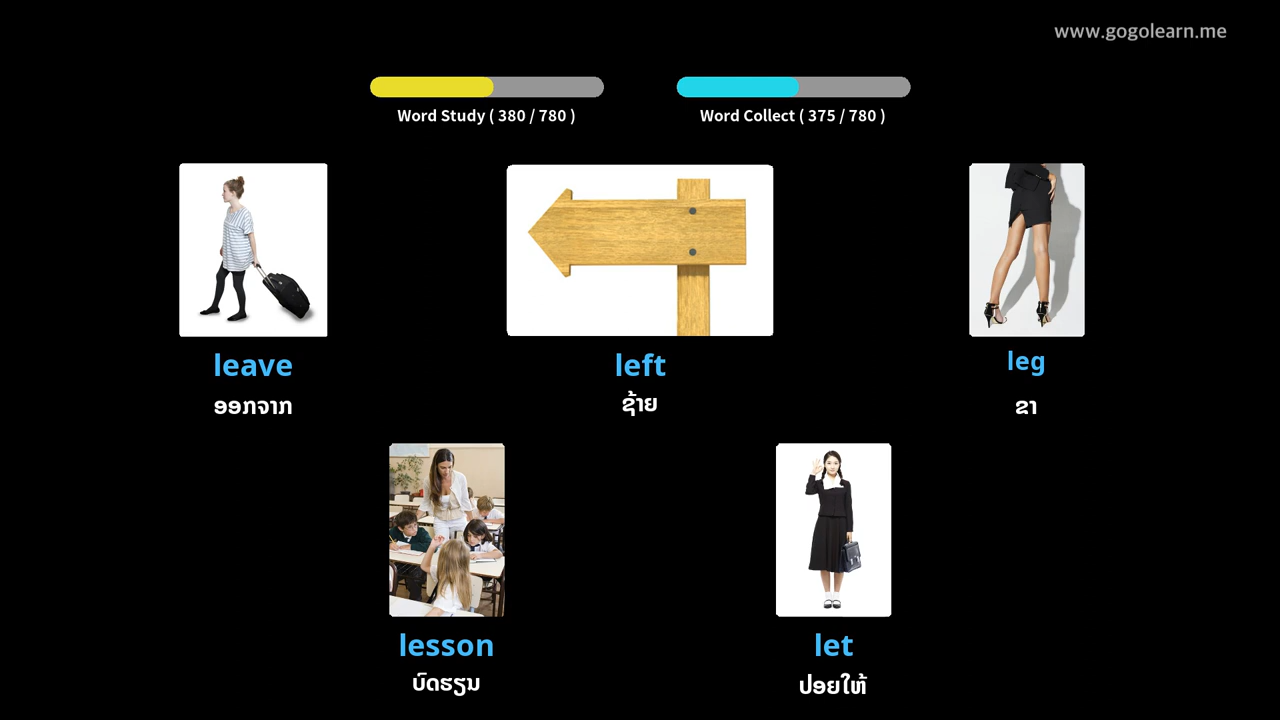 www.gogolearn.me
Word Study ( 380 / 780 )
Word Collect ( 375 / 780 )
leave
ອອກຈາກ
left
ຊ້າຍ
leg
ຂາ
lesson
ບົດຮຽນ
let
ປອຍໃຫ້